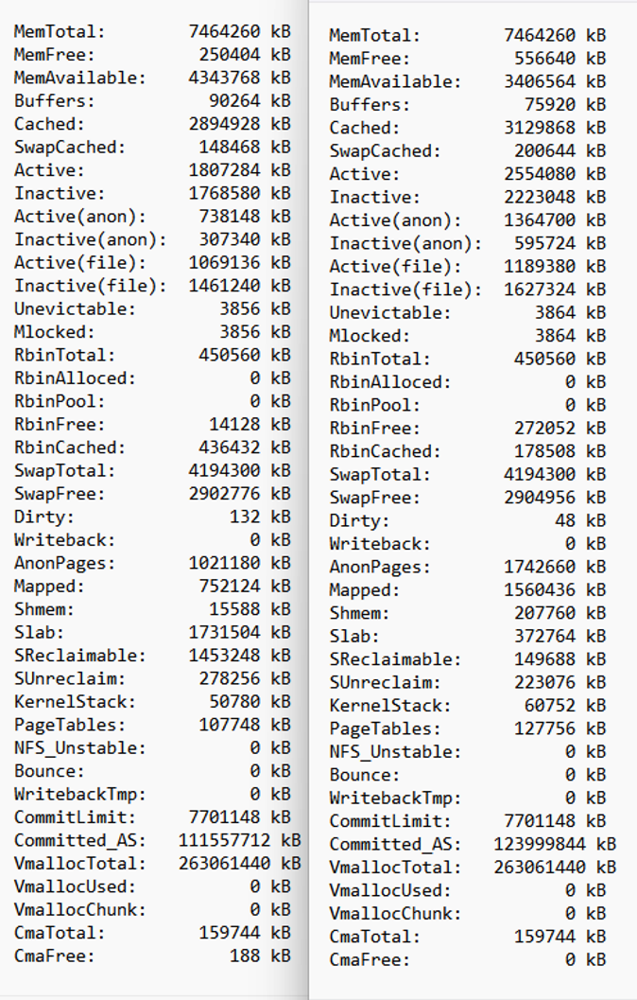 MemTotal: 7464260 kB
MemFree: 250404 kB
MemAvailable: 4343768 kB
Buffers: 90264 kB
Cached: 2894928 kB
SwapCached: 148468 kB
Active: 1807284 kB
Inactive: 1768580 kB
Active(anon): 738148 kB
Inactive(anon): 307340 kB
Active(file): 1069136 kB
Inactive(file): 1461240 kB
Unevictable: 3856 kB
Mlocked: 3856 kB
RbinTotal: 450560 kB
RbinAlloced: 0 kB
RbinPool: 0 kB
RbinFree: 14128 kB
RbinCached: 436432 kB
SwapTotal: 4194300 kB
SwapFree: 2902776 kB
Dirty: 132 kB
Writeback: 0 kB
AnonPages: 1021180 kB
Mapped: 752124 kB
Shmem: 15588 kB
Slab: 1731504 kB
SReclaimable: 1453248 kB
SUnreclaim: 278256 kB
KernelStack: 50780 kB
PageTables: 107748 kB
NFS_Unstable: 0 kB
Bounce: 0 kB
WritebackTmp: 0 kB
CommitLimit: 7701148 kB
Committed_AS: 111557712 kB
VmallocTotal: 263061440 kB
VmallocUsed: 0 kB
VmallocChunk: 0 kB
CmaTotal: 159744 kB
CmaFree: 188 kB
MemTotal: 7464260 kB
MemFree: 556640 kB
MemAvailable: 3406564 kB
Buffers: 75920 kB
Cached: 3129868 kB
SwapCached: 200644 kB
Active: 2554080 kB
Inactive: 2223048 kB
Active(anon): 1364700 kB
Inactive(anon): 595724 kB
Active(file): 1189380 kB
Inactive(file): 1627324 kB
Unevictable: 3864 kB
Mlocked: 3864 kB
RbinTotal: 450560 kB
RbinAlloced: 0 kB
RbinPool: 0 kB
RbinFree: 272052 kB
RbinCached: 178508 kB
SwapTotal: 4194300 kB
SwapFree: 2904956 kB
Dirty: 48 kB
Writeback: 0 kB
AnonPages: 1742660 kB
Mapped: 1560436 kB
Shmem: 207760 kB
Slab: 372764 kB
SReclaimable: 149688 kB
SUnreclaim: 223076 kB
KernelStack: 60752 kB
PageTables: 127756 kB
NFS_Unstable: 0 kB
Bounce: 0 kB
WritebackTmp: 0 kB
CommitLimit: 7701148 kB
Committed_AS: 123999844 kB
VmallocTotal: 263061440 kB
VmallocUsed: 0 kB
VmallocChunk: 0 kB
CmaTotal: 159744 kB
CmaFree: 0 kB